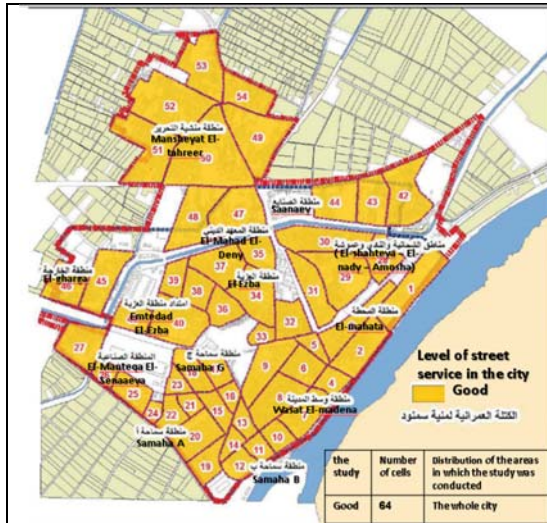 53
54
52
منطقة منشية التحرير
Mansheyat El-tahreer
49
51
50
منطقة الصنايع
Saanaey
44
43
42
48
47
منطقة المعهد الديني
El-Mahad El-Deny
35
مناطق الشحاتية والنادي وعموشة
( El-shahteya – El-nady – Amosha)
30
29
31
منطقة الخارجة
El-gharga
46
45
37
منطقة العزبة
El-Ezba
34
39
38
36
امتداد منطقة العزبة
Emtedad El-Ezba
40
1
منطقة المحطة
El-mahata
32
33
5
2
27
المنطقة الصناعية
El-Manteqa El-Senaaeya
26
25
24
منطقة سماحة ج
Samaha G
23
22
21
15
16
9
6
4
8
منطقة وسط المدينة
Wasat El-madena
13
10
11
14
12
منطقة سماحة أ
Samaha A
20
19
منطقة سماحة ب
Samaha B
Level of street service in the city
Good
الكتلة العمرانية لمنية سمنود
the study
Number of cells
Distribution of the areas in which the study was conducted
Good
64
The whole city